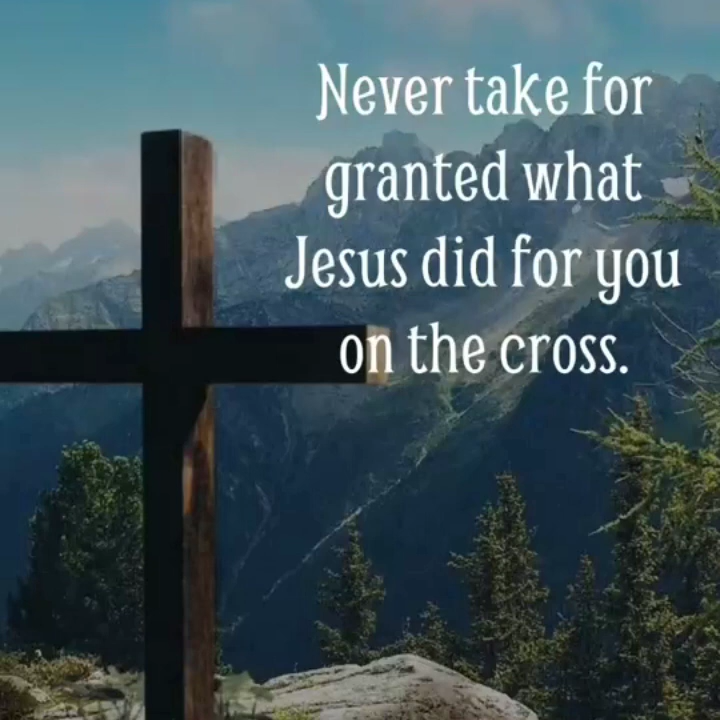 Never take for
granted what
Jesus did for you
on the cross.